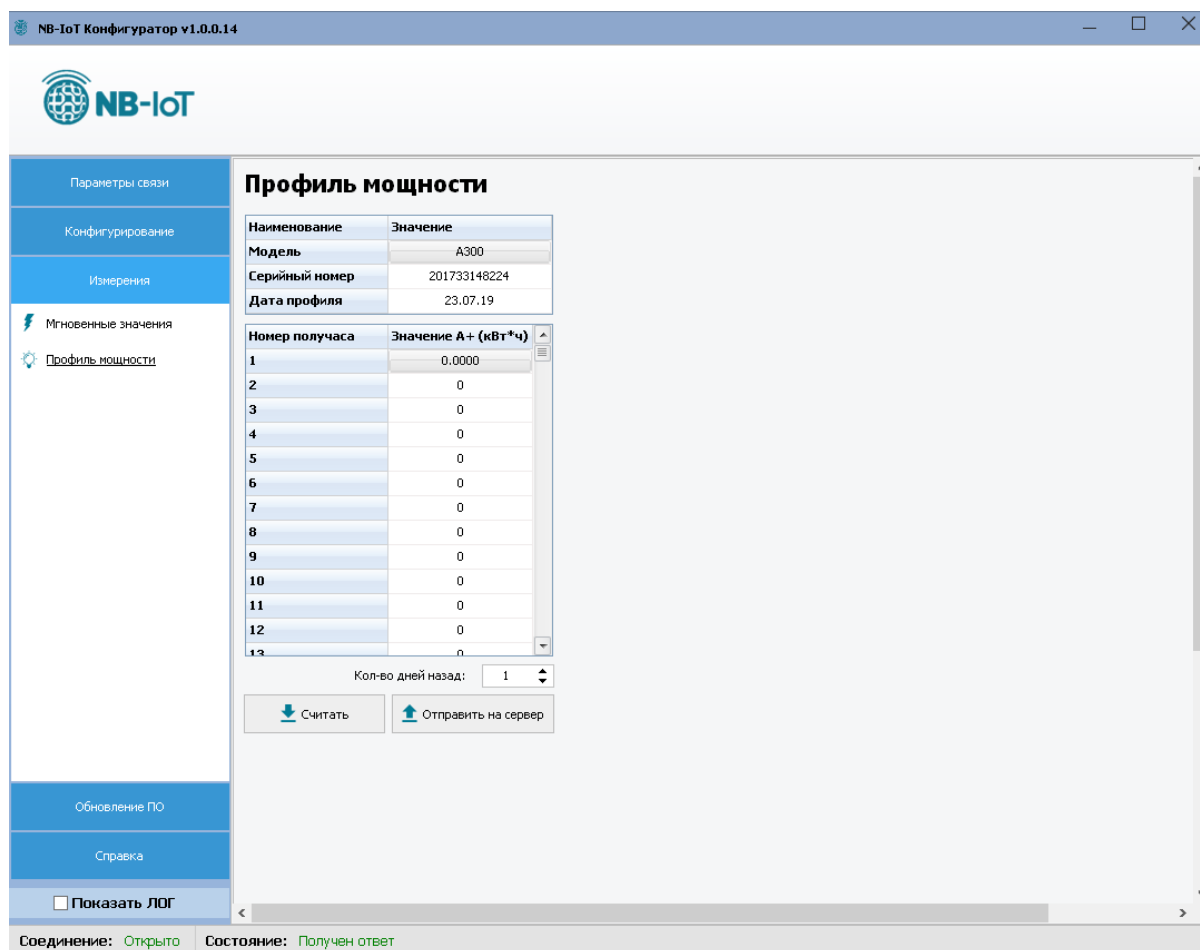 NB-IoT Конфигуратор v1.0.0.14
NB-IoT
Параметры связи
Конфигурирование
Измерения
Мгновенные значения
Профиль мощности
Обновление ПО
Справка
Показать ЛОГ
Профиль мощности
Наименование Значение
Модель A300
Серийный номер 201733148224
Дата профиля 23.07.19
Номер получаса Значение А+ (кВт*ч)
1 0.0000
2 0
3 0
4 0
5 0
6 0
7 0
8 0
9 0
10 0
11 0
12 0
13 0
Кол-во дней назад: 1
Считать Отправить на сервер
Соединение: Открыто Состояние: Получен ответ